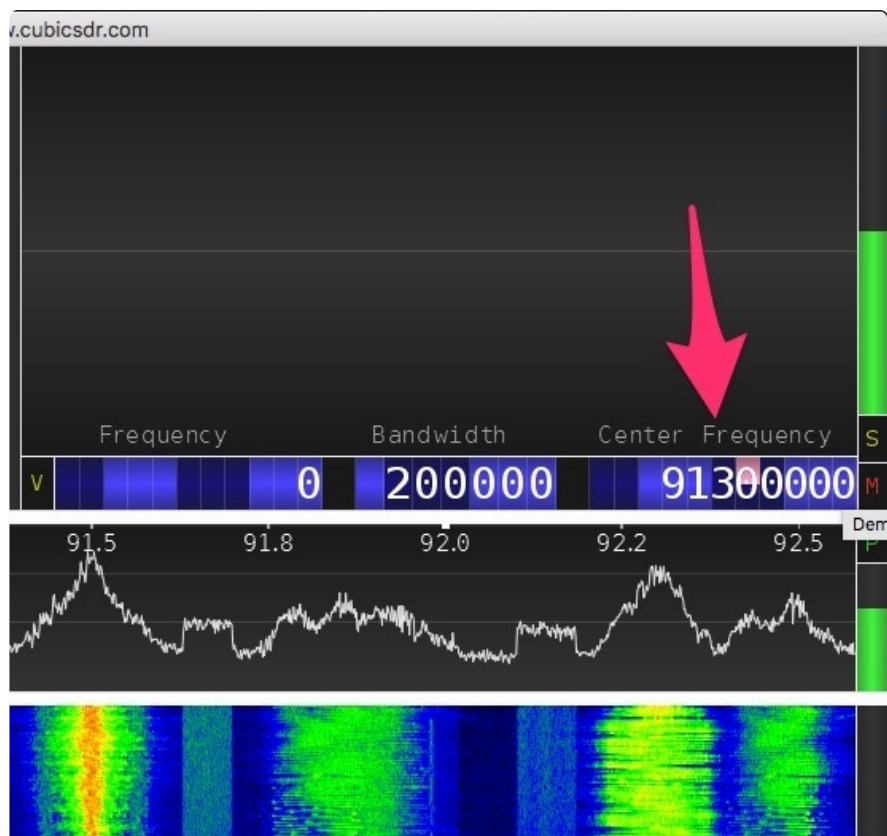 v.cubicsdr.com
Frequency Bandwidth Center Frequency S
V 0 200000 91300000 M
Dem
91.5 91.8 92.0 92.2 92.5 P